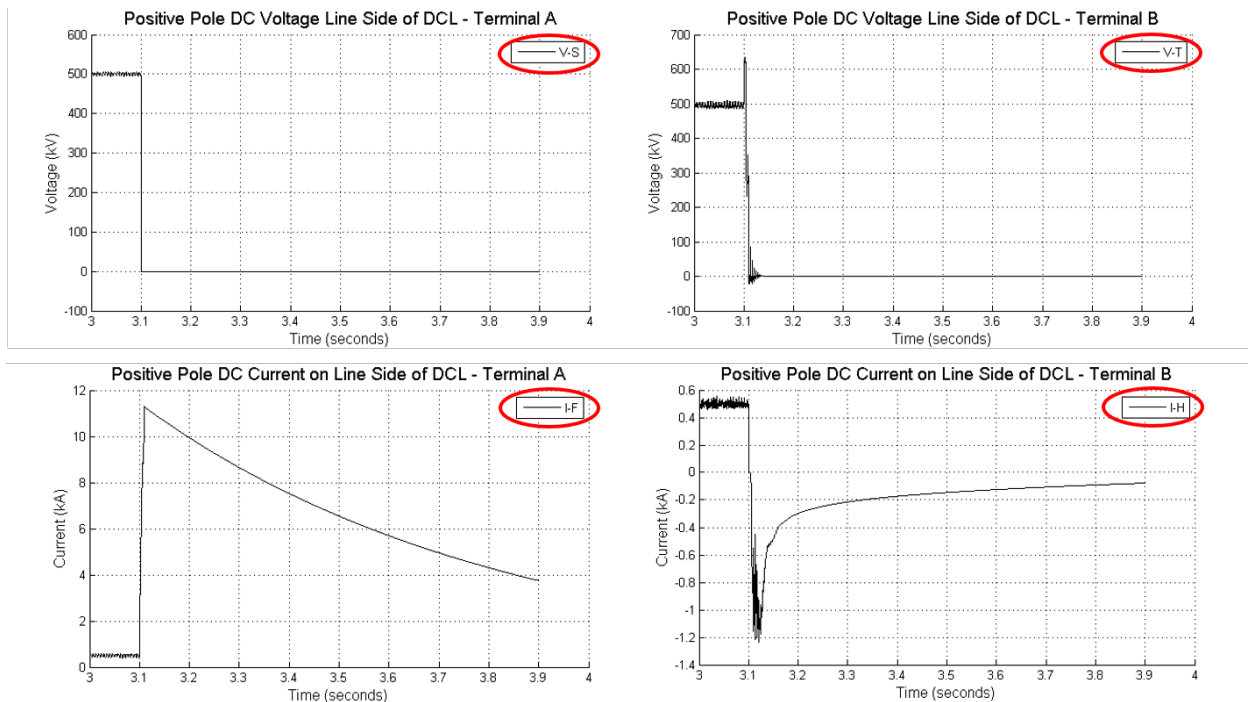 Positive Pole DC Voltage Line Side of DCL - Terminal A
600
500
400
300
200
100
0
-100
Voltage (kV)
V-S
3 3.1 3.2 3.3 3.4 3.5 3.6 3.7 3.8 3.9 4
Time (seconds)
Positive Pole DC Voltage Line Side of DCL - Terminal B
700
600
500
400
300
200
100
0
-100
Voltage (kV)
V-T
3 3.1 3.2 3.3 3.4 3.5 3.6 3.7 3.8 3.9 4
Time (seconds)
Positive Pole DC Current on Line Side of DCL - Terminal A
12
10
8
6
4
2
0
Current (kA)
I-F
3 3.1 3.2 3.3 3.4 3.5 3.6 3.7 3.8 3.9 4
Time (seconds)
Positive Pole DC Current on Line Side of DCL - Terminal B
0.6
0.4
0.2
0
-0.2
-0.4
-0.6
-0.8
-1
-1.2
-1.4
Current (kA)
I-H
3 3.1 3.2 3.3 3.4 3.5 3.6 3.7 3.8 3.9 4
Time (seconds)